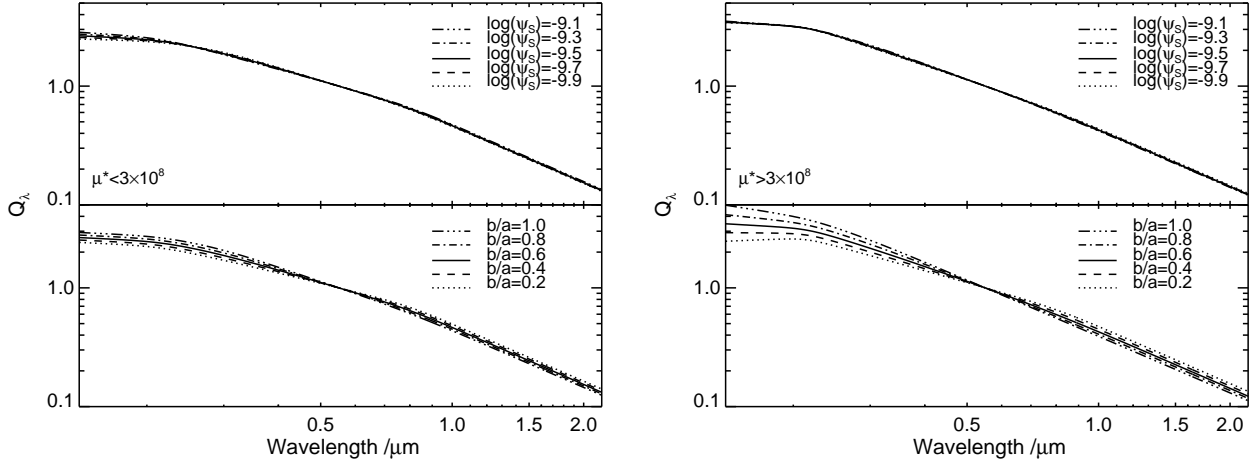 log(ψS)=-9.1
log(ψS)=-9.3
log(ψS)=-9.5
log(ψS)=-9.7
log(ψS)=-9.9
1.0
μ*<3×10⁸
0.1
Qλ
b/a=1.0
b/a=0.8
b/a=0.6
b/a=0.4
b/a=0.2
1.0
0.1
0.5
1.0
1.5
2.0
Wavelength /μm
log(ψS)=-9.1
log(ψS)=-9.3
log(ψS)=-9.5
log(ψS)=-9.7
log(ψS)=-9.9
1.0
μ*>3×10⁸
0.1
Qλ
b/a=1.0
b/a=0.8
b/a=0.6
b/a=0.4
b/a=0.2
1.0
0.1
0.5
1.0
1.5
2.0
Wavelength /μm